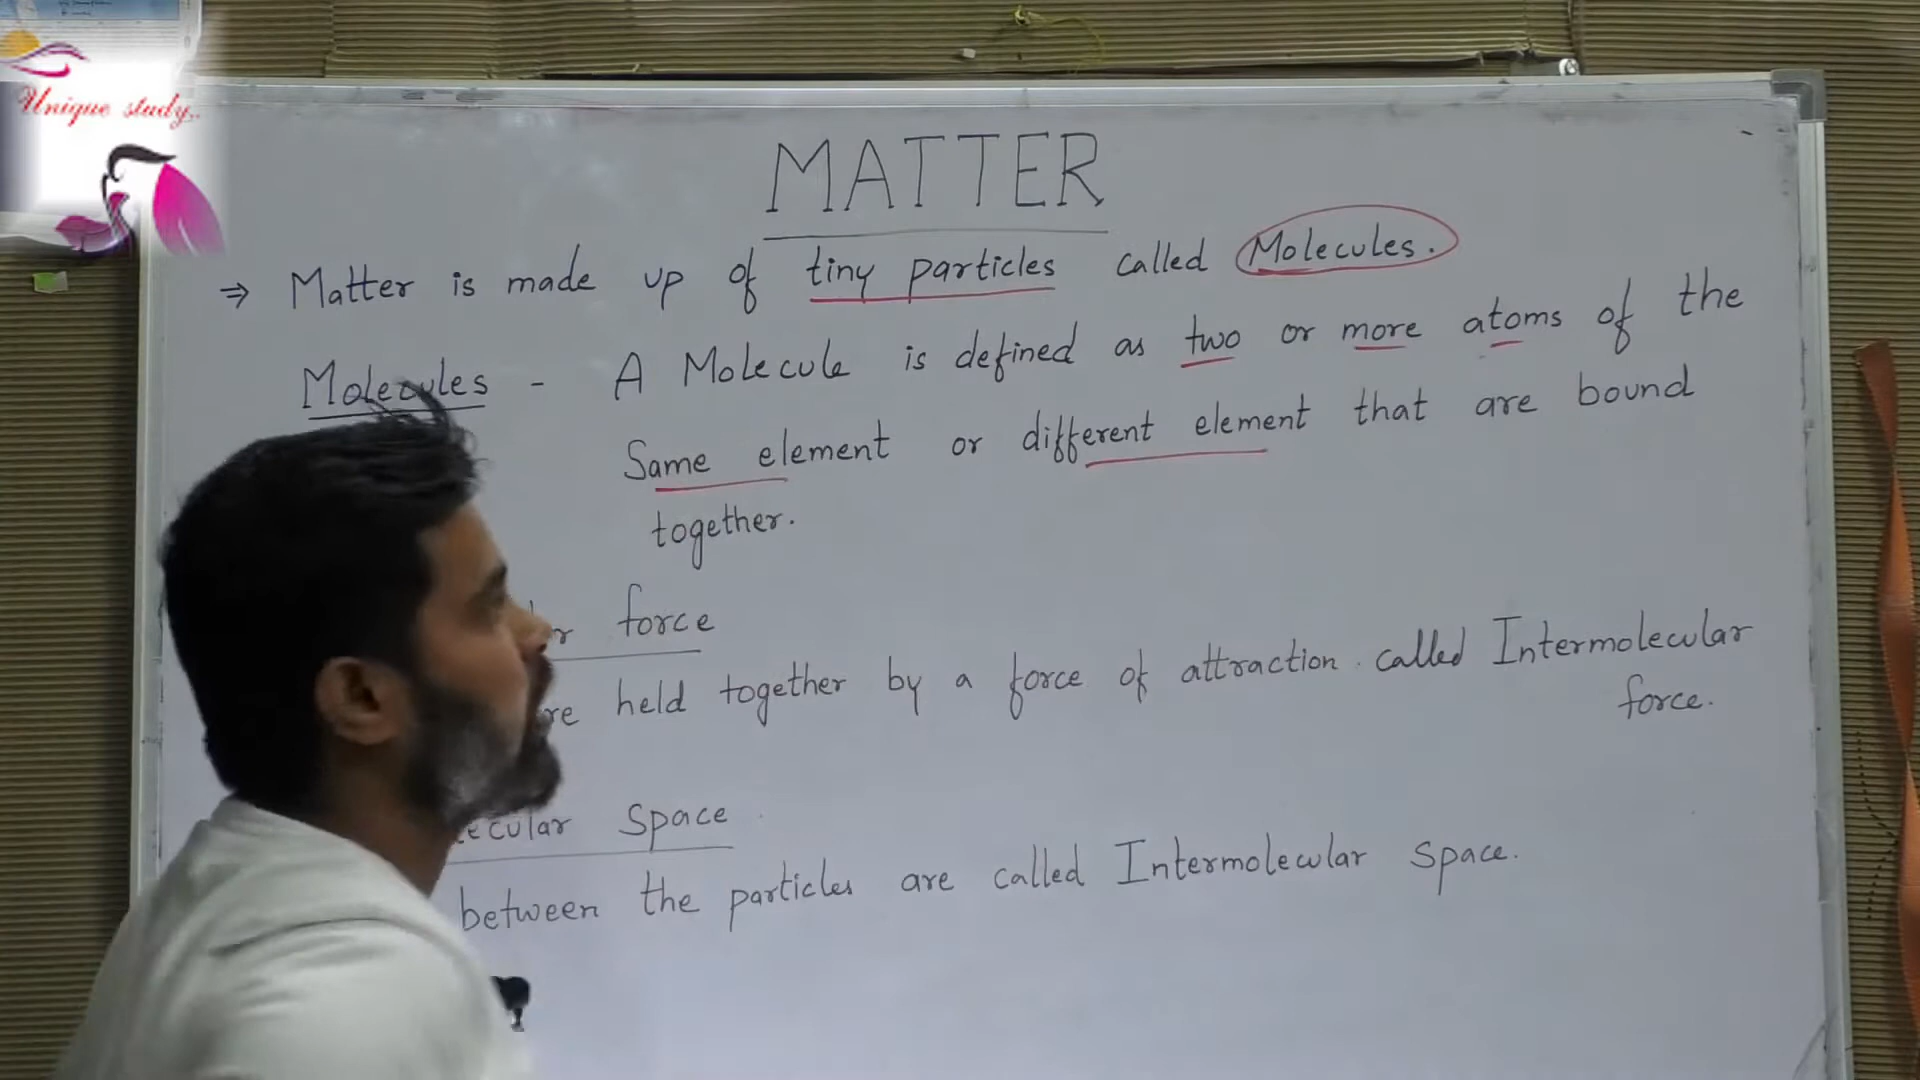 Unique study..
MATTER
⇒ Matter is made up of tiny particles called Molecules.
Molecules - A Molecule is defined as two or more atoms of the
Same element or different element that are bound
together.
force
held together by a force of attraction. called Intermolecular
force.
Space
between the particles are called Intermolecular Space.